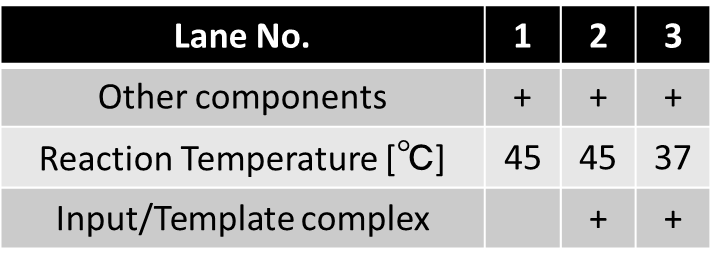 Lane No. 1 2 3
Other components + + +
Reaction Temperature [℃] 45 45 37
Input/Template complex + +